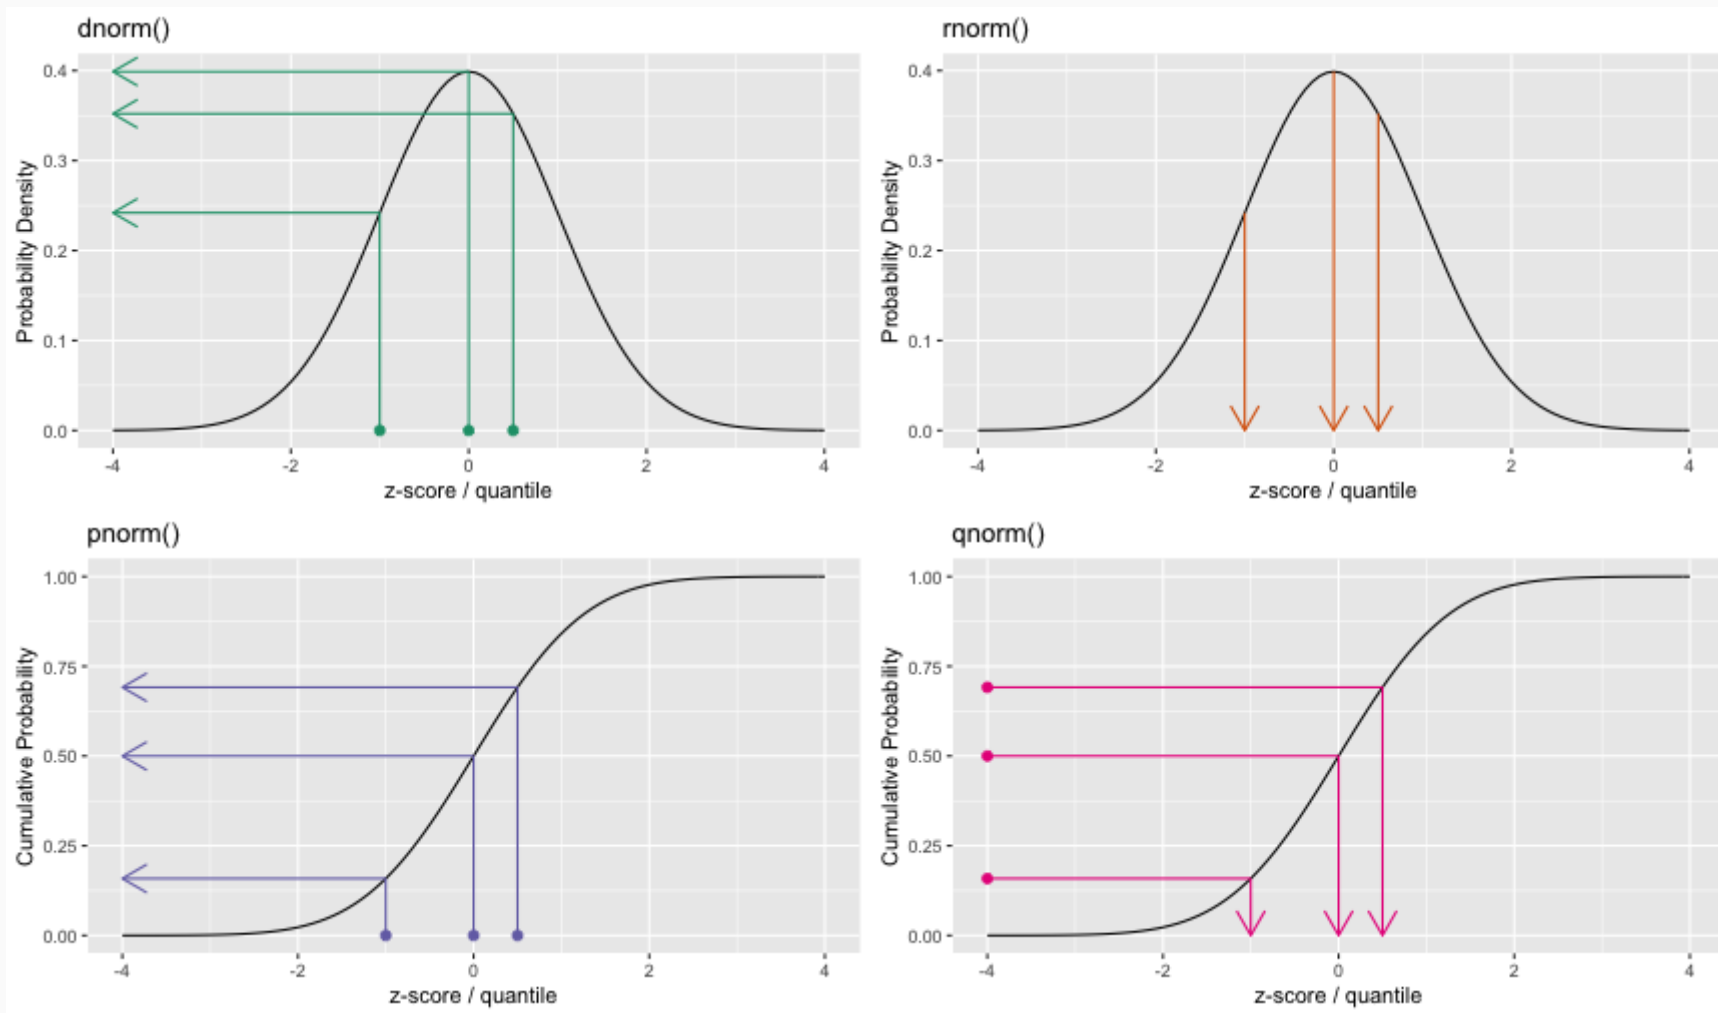 dnorm()
0.4
0.3
0.2
0.1
0.0
Probability Density
-4 -2 0 2 4
z-score / quantile
rnorm()
0.4
0.3
0.2
0.1
0.0
Probability Density
-4 -2 0 2 4
z-score / quantile
pnorm()
1.00
0.75
0.50
0.25
0.00
Cumulative Probability
-4 -2 0 2 4
z-score / quantile
qnorm()
1.00
0.75
0.50
0.25
0.00
Cumulative Probability
-4 -2 0 2 4
z-score / quantile